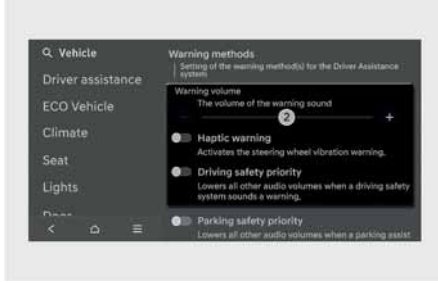 Vehicle
Driver assistance
ECO Vehicle
Climate
Seat
Lights
Warning methods
Setting of the warning method(s) for the Driver Assistance
system
Warning volume
The volume of the warning sound
2
Haptic warning
Activates the steering wheel vibration warning.
Driving safety priority
Lowers all other audio volumes when a driving safety
system sounds a warning.
Parking safety priority
Lowers all other audio volumes when a parking assist